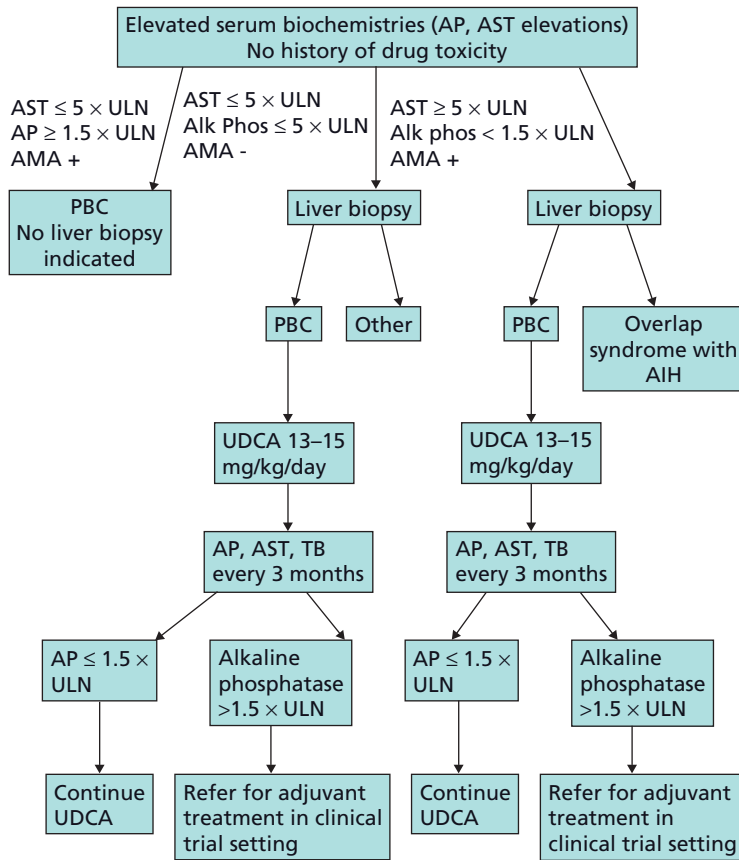 Elevated serum biochemistries (AP, AST elevations)
No history of drug toxicity
AST ≤ 5 × ULN
AP ≥ 1.5 × ULN
AMA +
AST ≤ 5 × ULN
Alk Phos ≤ 5 × ULN
AMA -
AST ≥ 5 × ULN
Alk phos < 1.5 × ULN
AMA +
PBC
No liver biopsy
indicated
Liver biopsy
Liver biopsy
PBC
Other
PBC
Overlap
syndrome with
AIH
UDCA 13–15
mg/kg/day
UDCA 13–15
mg/kg/day
AP, AST, TB
every 3 months
AP, AST, TB
every 3 months
AP ≤ 1.5 ×
ULN
Alkaline
phosphatase
>1.5 × ULN
AP ≤ 1.5 ×
ULN
Alkaline
phosphatase
>1.5 × ULN
Continue
UDCA
Refer for adjuvant
treatment in clinical
trial setting
Continue
UDCA
Refer for adjuvant
treatment in
clinical trial setting